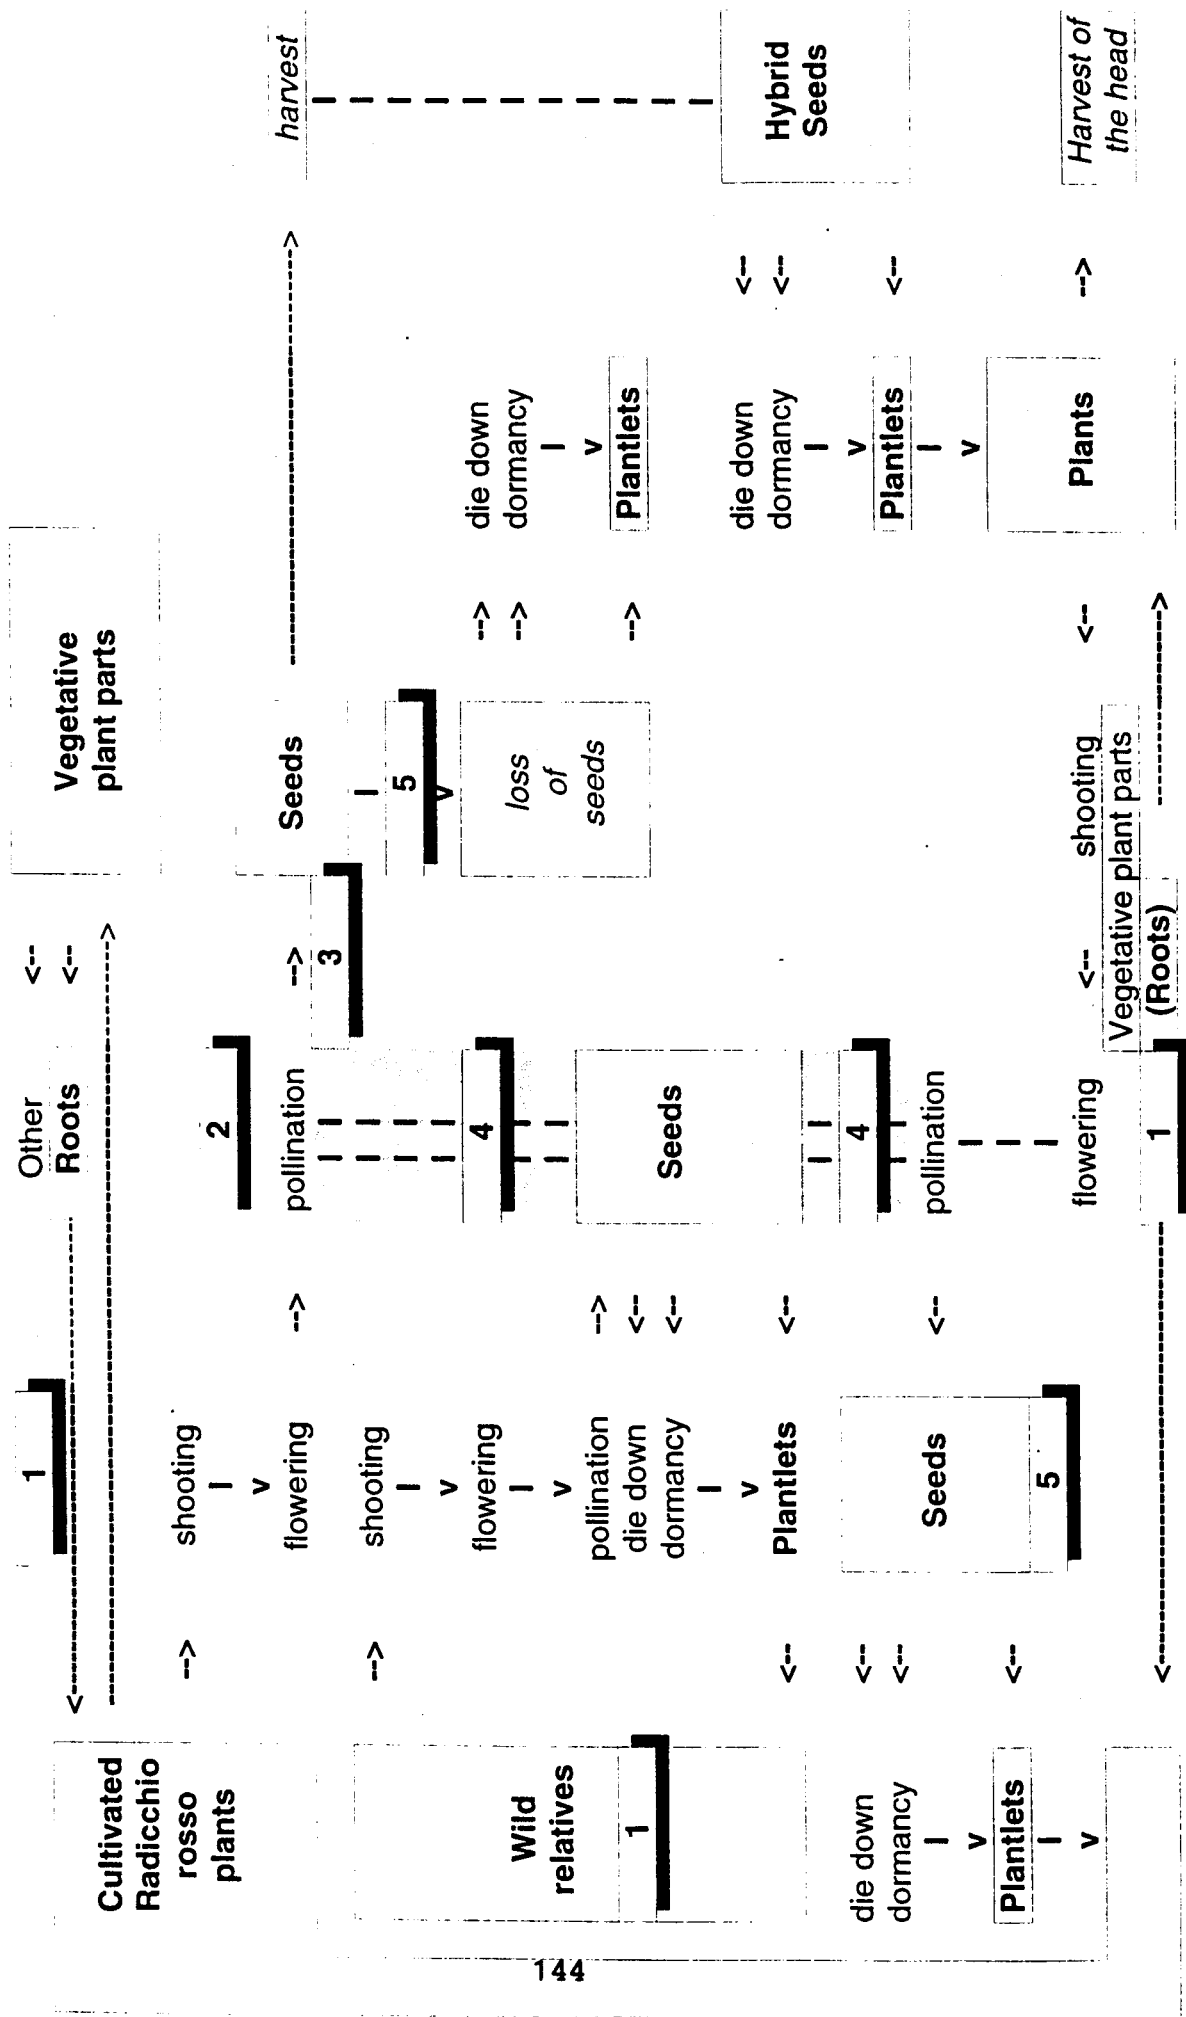 1 Other
Roots Vegetative
Cultivated plant parts
Radicchio
rosso shooting
plants 2
flowering pollination Seeds harvest
3
shooting
5
flowering 4 die down
Wild loss dormancy
relatives of
pollination seeds
1 die down Plantlets
dormancy Seeds
die down
Plantlets dormancy Hybrid
Seeds
die down 4
dormancy Plantlets
Seeds pollination
Plantlets
5 flowering shooting Plants Harvest of
Vegetative plant parts the head
1 (Roots)
144